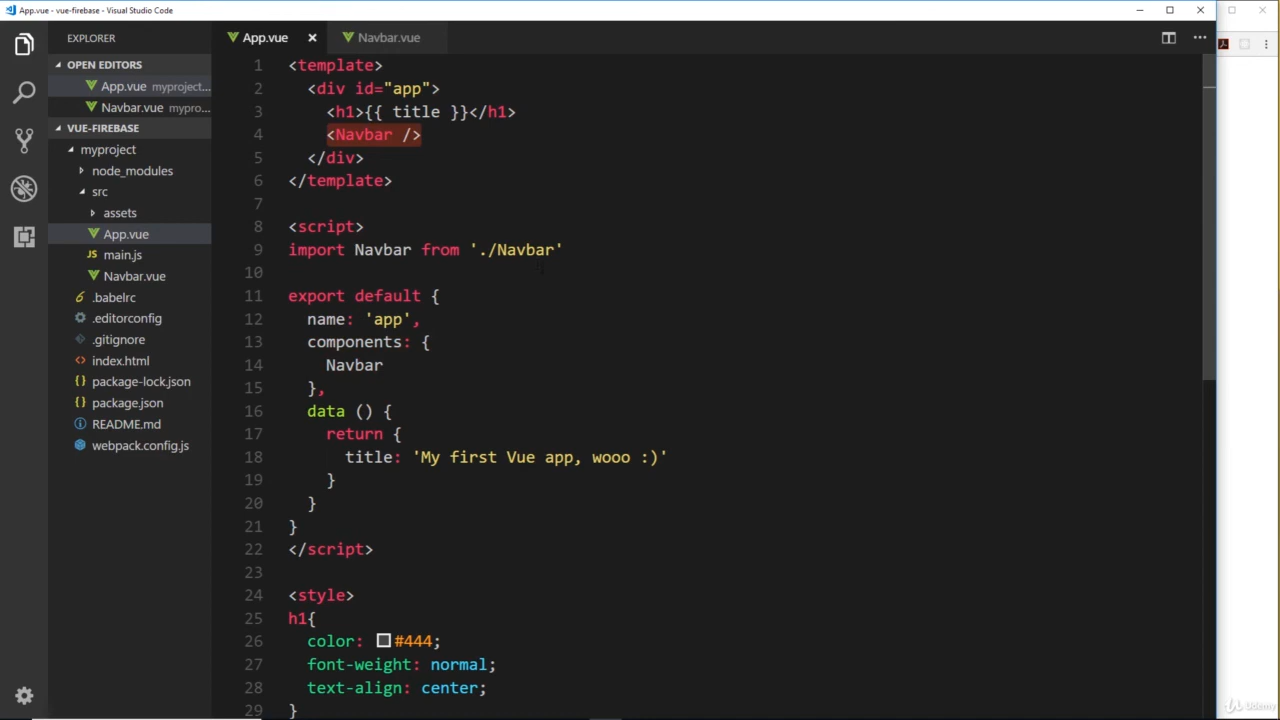 App.vue - vue-firebase - Visual Studio Code
EXPLORER
OPEN EDITORS
App.vue myproject...
Navbar.vue mypro...
VUE-FIREBASE
myproject
node_modules
src
assets
App.vue
JS main.js
Navbar.vue
.babelrc
.editorconfig
.gitignore
<> index.html
{} package-lock.json
{} package.json
README.md
webpack.config.js
App.vue
Navbar.vue
1 <template>
2 <div id="app">
3 <h1>{{ title }}</h1>
4 <Navbar />
5 </div>
6 </template>
7
8 <script>
9 import Navbar from './Navbar'
10
11 export default {
12 name: 'app',
13 components: {
14 Navbar
15 },
16 data () {
17 return {
18 title: 'My first Vue app, wooo :)'
19 }
20 }
21 }
22 </script>
23
24 <style>
25 h1{
26 color: #444;
27 font-weight: normal;
28 text-align: center;
29 }
Udemy